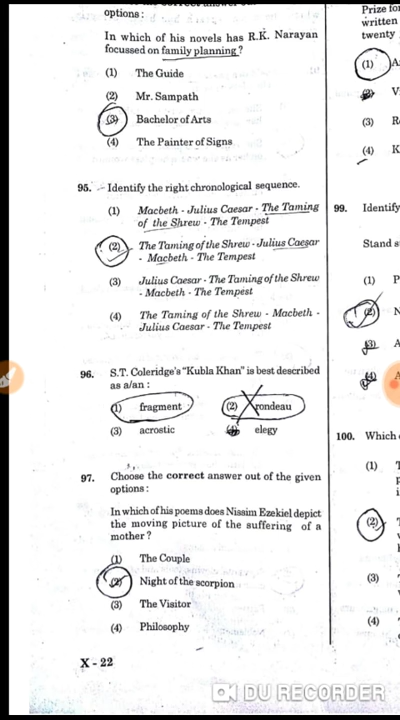 options :
In which of his novels has R.K. Narayan
focussed on family planning ?
(1) The Guide
(2) Mr. Sampath
(3) Bachelor of Arts
(4) The Painter of Signs
95. Identify the right chronological sequence.
(1) Macbeth - Julius Caesar - The Taming
of the Shrew - The Tempest
(2) The Taming of the Shrew - Julius Caesar
- Macbeth - The Tempest
(3) Julius Caesar - The Taming of the Shrew
- Macbeth - The Tempest
(4) The Taming of the Shrew - Macbeth -
Julius Caesar - The Tempest
96. S.T. Coleridge's "Kubla Khan" is best described
as a/an :
(1) fragment (2) rondeau
(3) acrostic (4) elegy
97. Choose the correct answer out of the given
options :
In which of his poems does Nissim Ezekiel depict
the moving picture of the suffering of a
mother ?
(1) The Couple
(2) Night of the scorpion
(3) The Visitor
(4) Philosophy
X - 22
Prize for
written
twenty
(1)
(2)
(3)
(4)
99. Identify
Stand
(1)
(2)
(3)
(4)
100. Which
(1)
(2)
(3)
(4)
DU RECORDER